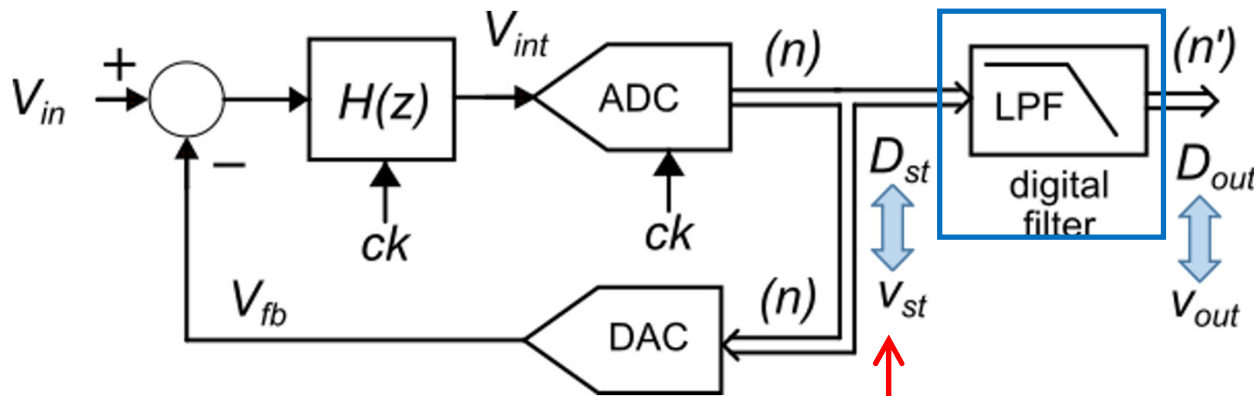 V_in
+
−
H(z)
ck
V_int
ADC
ck
(n)
D_st
v_st
LPF
digital
filter
(n')
D_out
v_out
V_fb
DAC
(n)